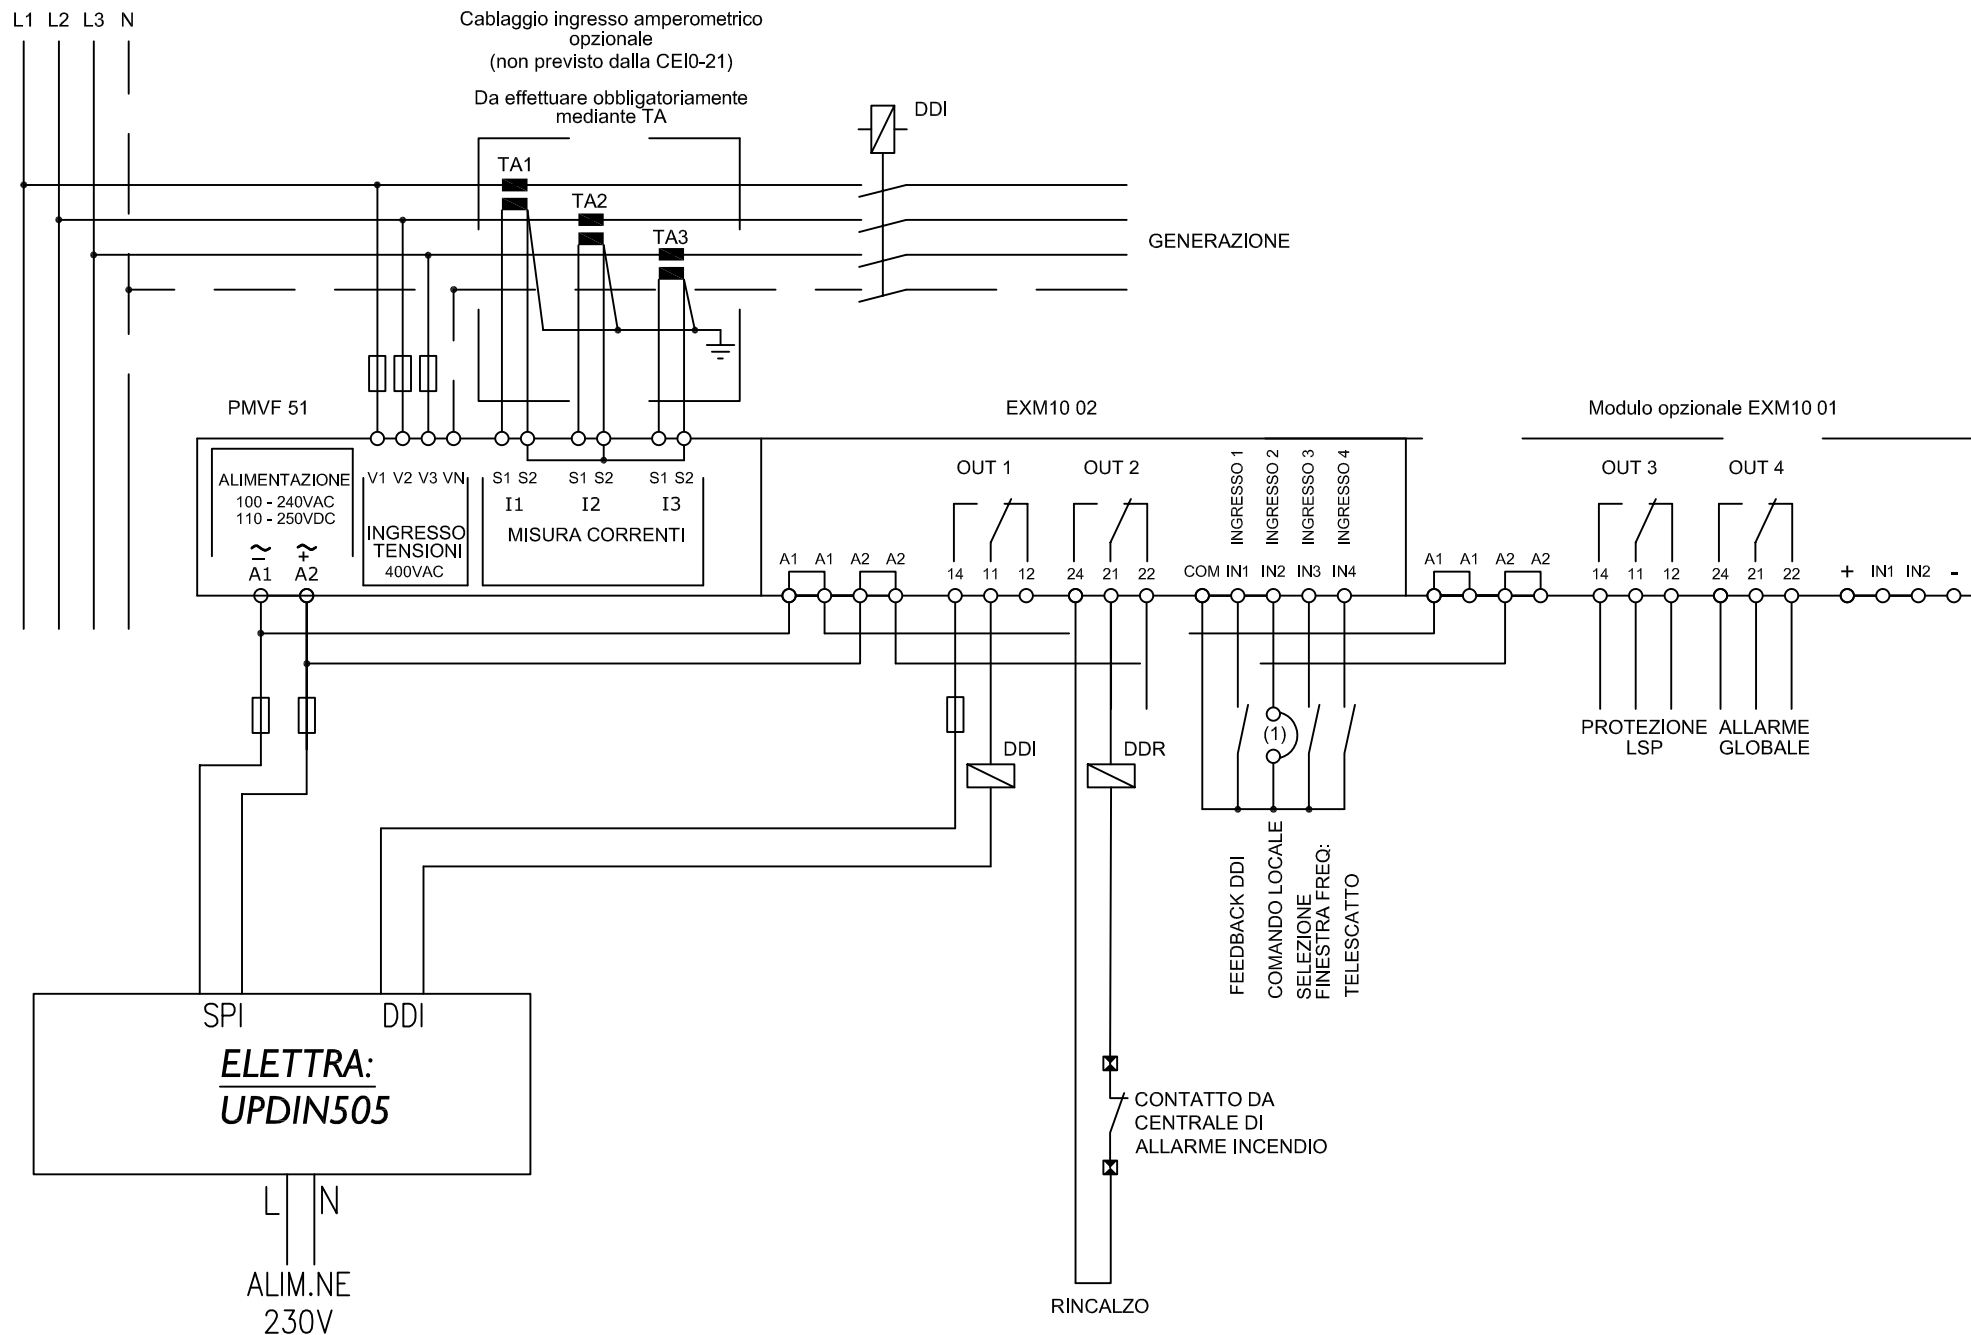 L1 L2 L3 N
Cablaggio ingresso amperometrico
opzionale
(non previsto dalla CEI0-21)
Da effettuare obbligatoriamente
mediante TA
DDI
TA1
TA2
TA3
GENERAZIONE
PMVF 51
EXM10 02
Modulo opzionale EXM10 01
ALIMENTAZIONE
100 - 240VAC
110 - 250VDC
A1 A2
V1 V2 V3 VN
INGRESSO
TENSIONI
400VAC
S1 S2 S1 S2 S1 S2
I1 I2 I3
MISURA CORRENTI
A1 A1 A2 A2
OUT 1
14 11 12
OUT 2
24 21 22
INGRESSO 1
INGRESSO 2
INGRESSO 3
INGRESSO 4
COM IN1 IN2 IN3 IN4
A1 A1 A2 A2
OUT 3
14 11 12
OUT 4
24 21 22
+ IN1 IN2 -
PROTEZIONE
LSP
ALLARME
GLOBALE
DDI
DDR
(1)
FEEDBACK DDI
COMANDO LOCALE
SELEZIONE
FINESTRA FREQ:
TELESCATTO
SPI DDI
ELETTRA:
UPDIN505
L N
ALIM.NE
230V
CONTATTO DA
CENTRALE DI
ALLARME INCENDIO
RINCALZO